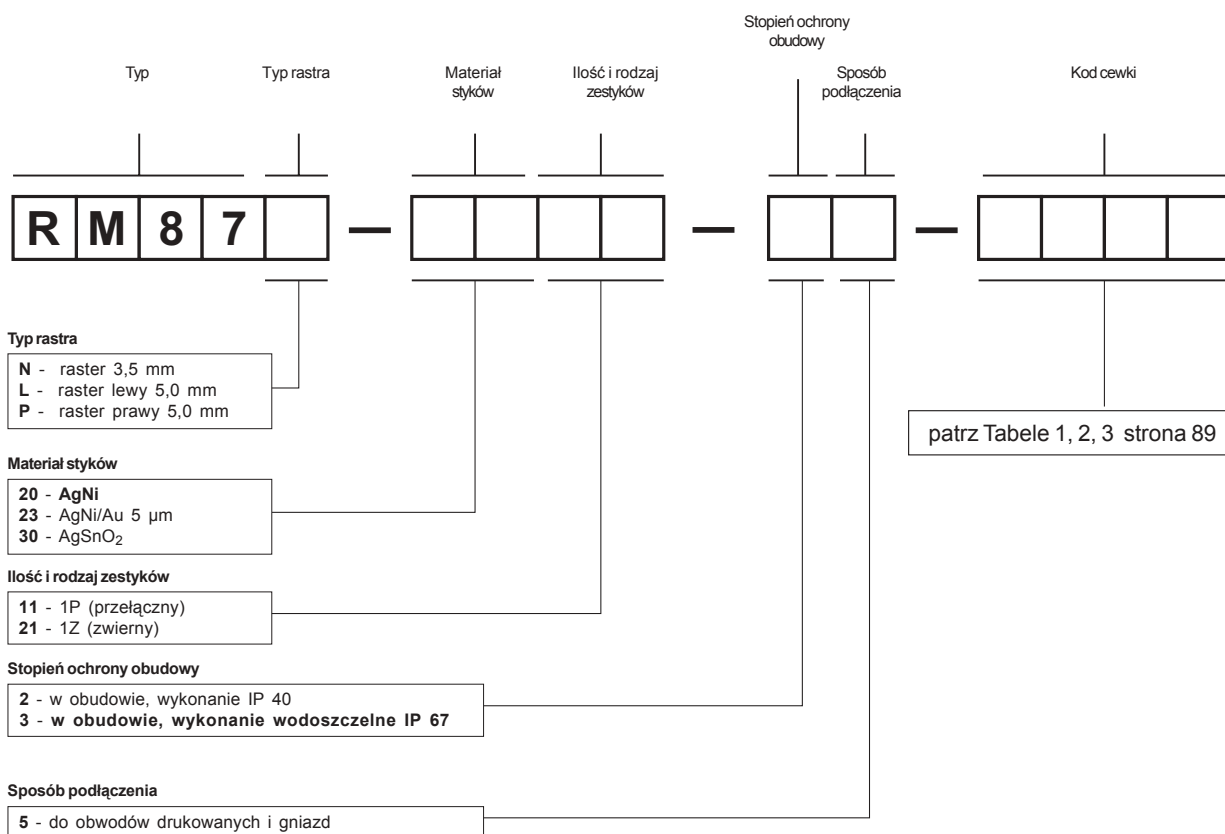 Stopień ochrony
obudowy
Typ
Typ rastra
Materiał
styków
Ilość i rodzaj
zestyków
Sposób
podłączenia
Kod cewki
R M 8 7 — — —
Typ rastra
N - raster 3,5 mm
L - raster lewy 5,0 mm
P - raster prawy 5,0 mm
patrz Tabele 1, 2, 3 strona 89
Materiał styków
20 - AgNi
23 - AgNi/Au 5 µm
30 - AgSnO₂
Ilość i rodzaj zestyków
11 - 1P (przełączny)
21 - 1Z (zwierny)
Stopień ochrony obudowy
2 - w obudowie, wykonanie IP 40
3 - w obudowie, wykonanie wodoszczelne IP 67
Sposób podłączenia
5 - do obwodów drukowanych i gniazd